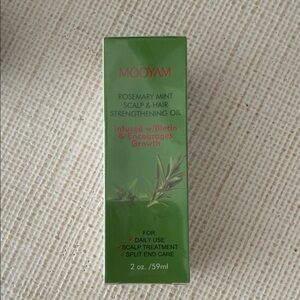 MOOYAM
ROSEMARY MINT
SCALP & HAIR
STRENGTHENING OIL
Infused w/Biotin
& Encourages
Growth
FOR:
DAILY USE
SCALP TREATMENT
SPLIT END CARE
2 oz. /59ml